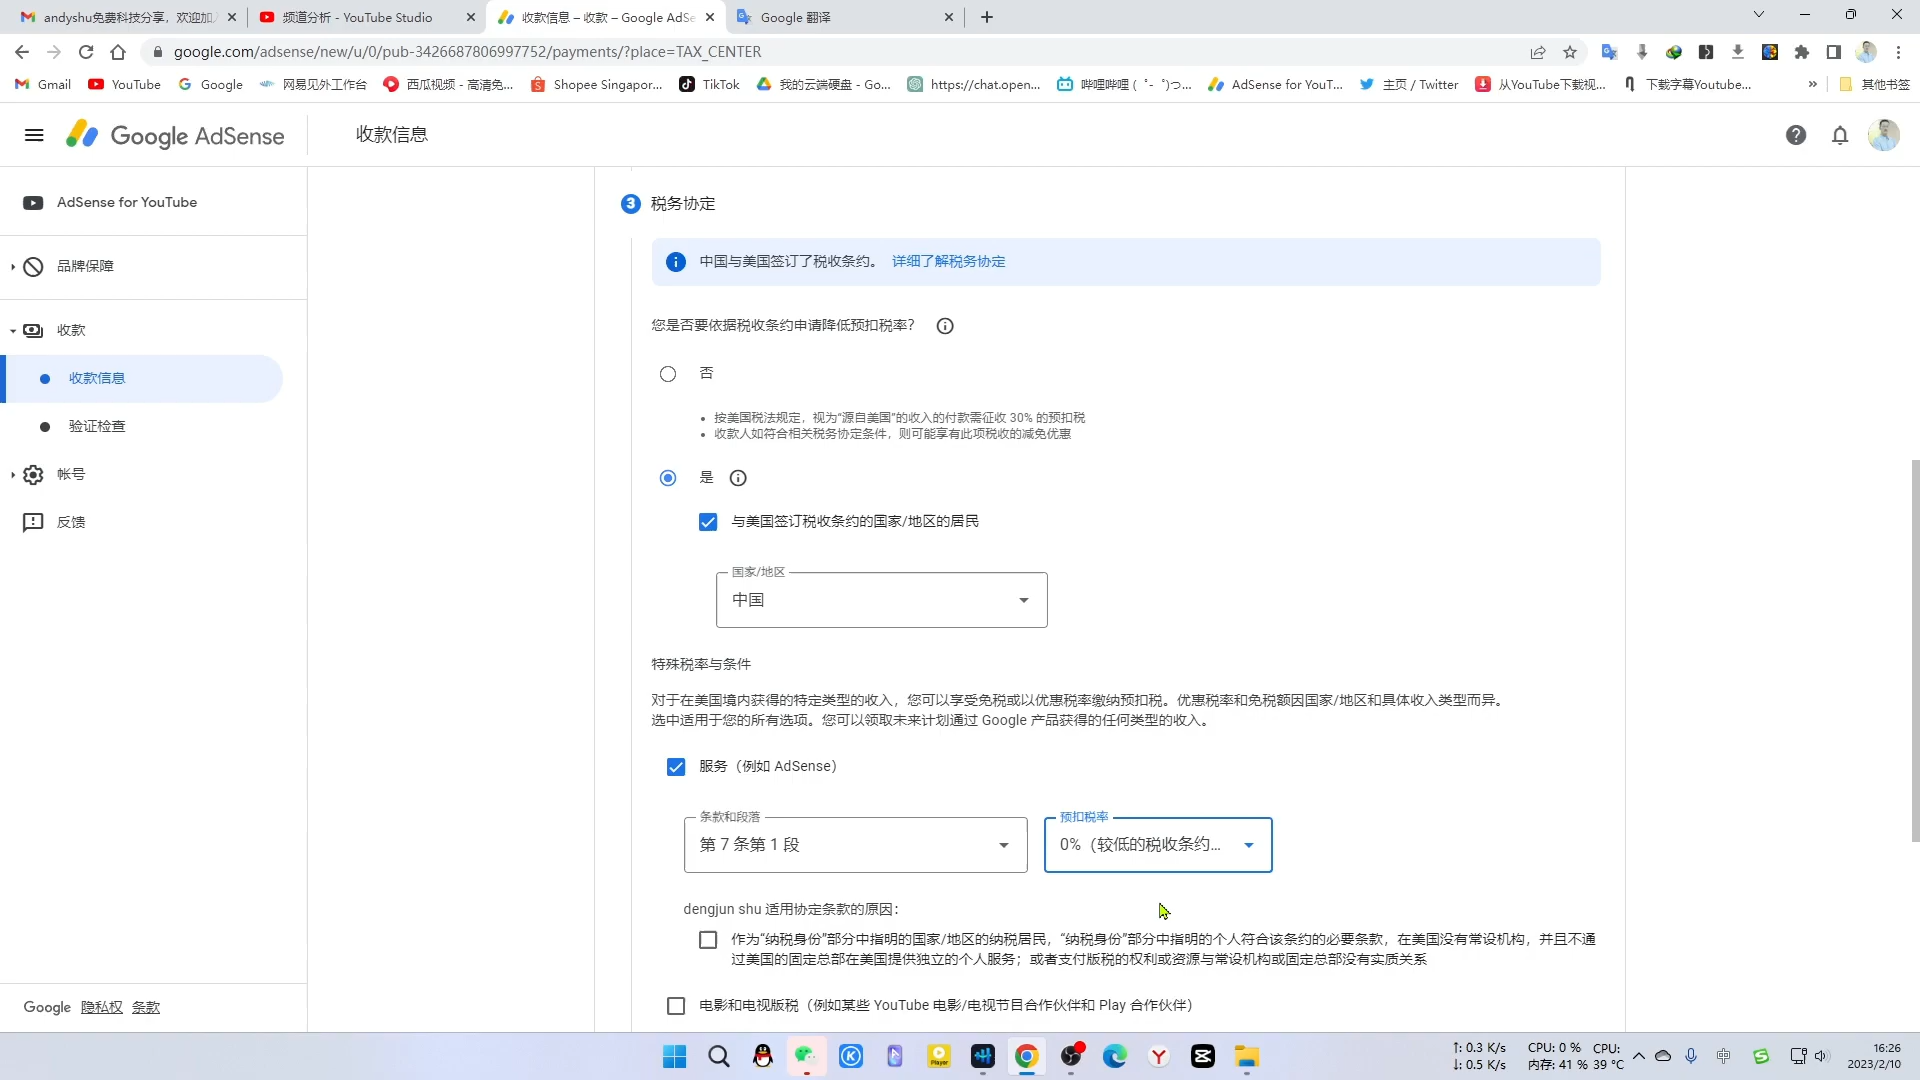 andyshu免费科技分享，欢迎加
频道分析 - YouTube Studio
收款信息 – 收款 – Google AdSe
Google 翻译
google.com/adsense/new/u/0/pub-3426687806997752/payments/?place=TAX_CENTER
Gmail
YouTube
Google
网易见外工作台
西瓜视频 - 高清免...
Shopee Singapor...
TikTok
我的云端硬盘 - Go...
https://chat.open...
哔哩哔哩 ( ゜- ゜)つ...
AdSense for YouT...
主页 / Twitter
从YouTube下载视...
下载字幕Youtube...
»
其他书签
Google AdSense
收款信息
AdSense for YouTube
品牌保障
收款
收款信息
验证检查
帐号
反馈
3 税务协定
中国与美国签订了税收条约。 详细了解税务协定
您是否要依据税收条约申请降低预扣税率？
否
• 按美国税法规定，视为“源自美国”的收入的付款需征收 30% 的预扣税
• 收款人如符合相关税务协定条件，则可能享有此项税收的减免优惠
是
与美国签订税收条约的国家/地区的居民
国家/地区
中国
特殊税率与条件
对于在美国境内获得的特定类型的收入，您可以享受免税或以优惠税率缴纳预扣税。优惠税率和免税额因国家/地区和具体收入类型而异。
选中适用于您的所有选项。您可以领取未来计划通过 Google 产品获得的任何类型的收入。
服务（例如 AdSense）
条款和段落
第 7 条第 1 段
预扣税率
0%（较低的税收条约...
dengjun shu 适用协定条款的原因：
作为“纳税身份”部分中指明的国家/地区的纳税居民，“纳税身份”部分中指明的个人符合该条约的必要条款，在美国没有常设机构，并且不通
过美国的固定总部在美国提供独立的个人服务；或者支付版税的权利或资源与常设机构或固定总部没有实质关系
电影和电视版税（例如某些 YouTube 电影/电视节目合作伙伴和 Play 合作伙伴）
Google 隐私权 条款
Player
↑: 0.3 K/s
↓: 0.5 K/s
CPU: 0 % CPU:
内存: 41 % 39 °C
中
16:26
2023/2/10